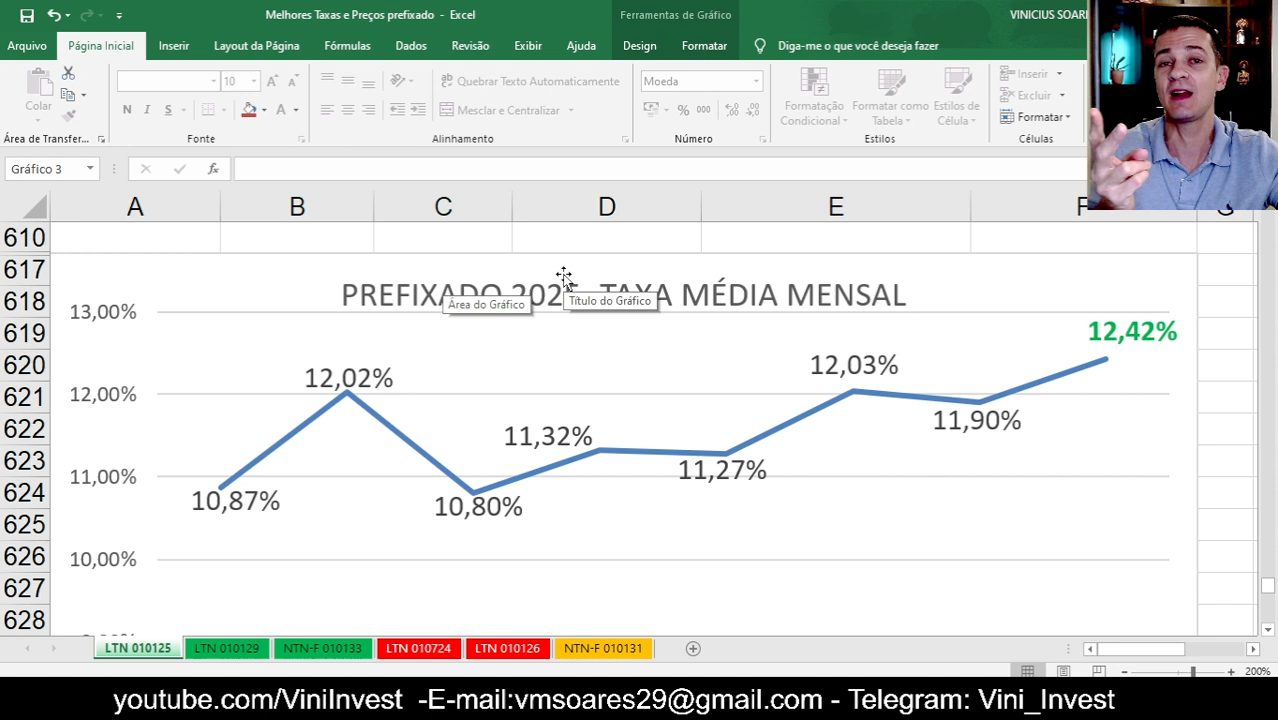 Melhores Taxas e Preços prefixado - Excel
Ferramentas de Gráfico
VINICIUS SOARI
Arquivo Página Inicial Inserir Layout da Página Fórmulas Dados Revisão Exibir Ajuda Design Formatar Diga-me o que você deseja fazer
Colar
10
Quebrar Texto Automaticamente
Mesclar e Centralizar
Moeda
% 000
Formatação Condicional
Formatar como Tabela
Estilos de Célula
Inserir
Excluir
Formatar
N I S
Área de Transfer...
Fonte
Alinhamento
Número
Estilos
Células
Gráfico 3
fx
A B C D E F G
610
617
618
619
620
621
622
623
624
625
626
627
628
PREFIXADO TAXA MÉDIA MENSAL
Área do Gráfico
Título do Gráfico
13,00%
12,00%
11,00%
10,00%
10,87%
12,02%
10,80%
11,32%
11,27%
12,03%
11,90%
12,42%
LTN 010125 LTN 010129 NTN-F 010133 LTN 010724 LTN 010126 NTN-F 010131
200%
youtube.com/ViniInvest -E-mail:vmsoares29@gmail.com - Telegram: Vini_Invest